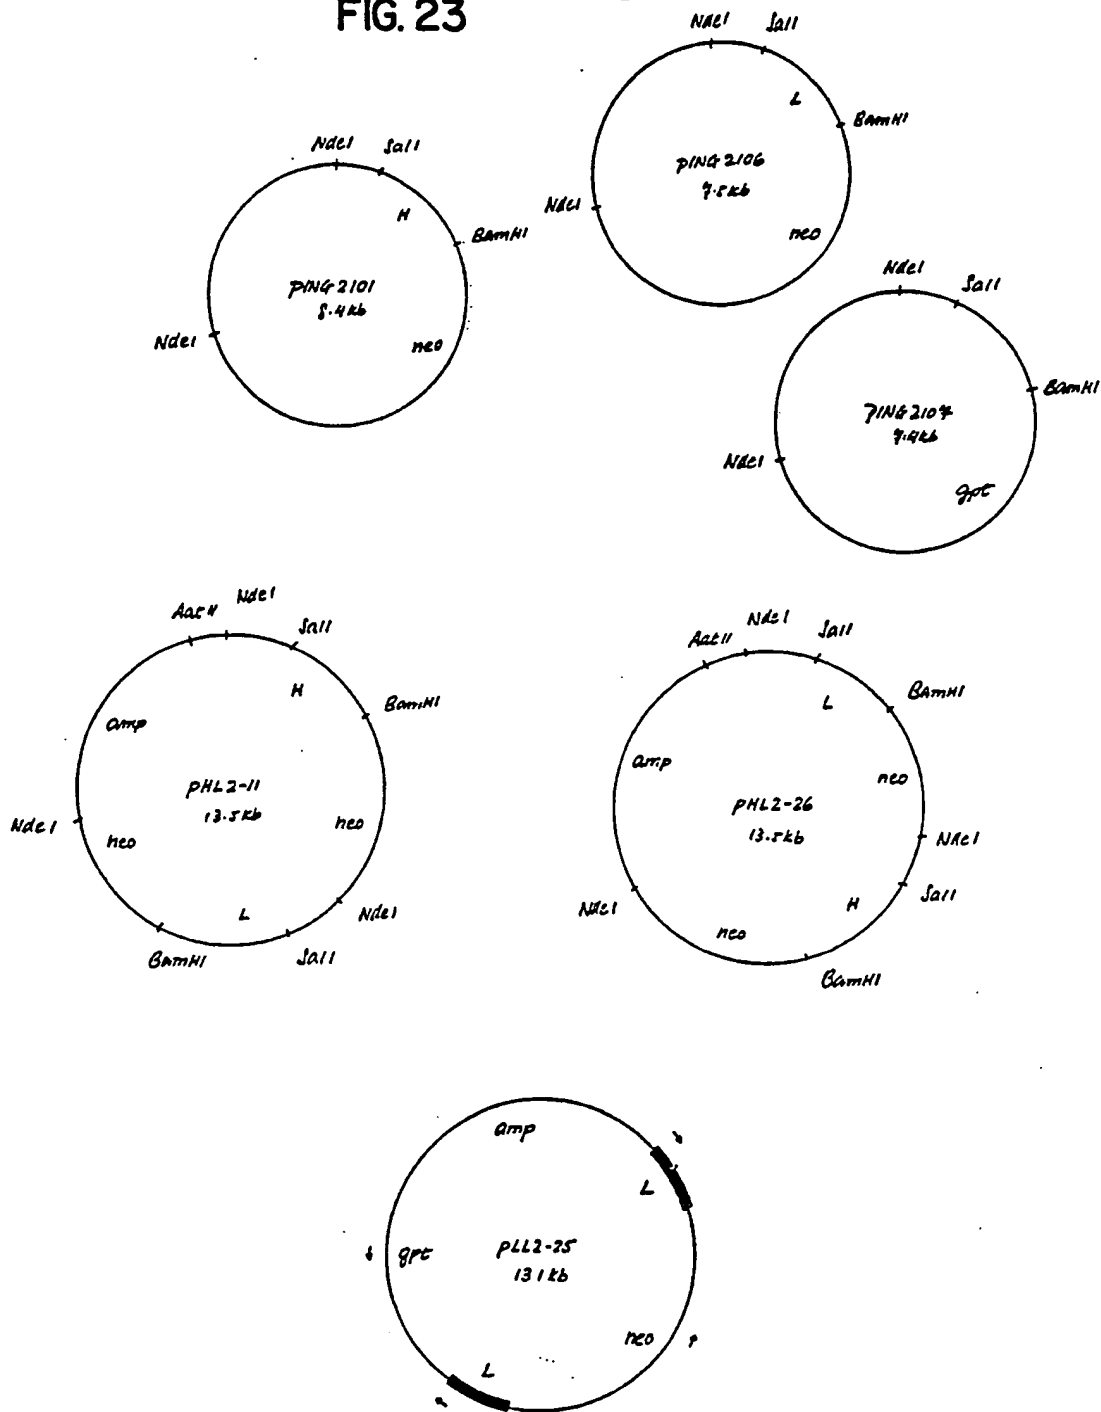 FIG. 23
NdeI SalI
L
BamHI
pING2106
7.5kb
NdeI
neo
NdeI SalI
H
BamHI
pING2101
8.4kb
NdeI
neo
NdeI SalI
BamHI
pING2107
NdeI
gpt
AatII NdeI SalI
H
BamHI
amp
pHL2-11
13.5kb
NdeI
neo
neo
L
NdeI
BamHI SalI
AatII NdeI SalI
L
BamHI
amp
neo
pHL2-26
13.5kb
NdeI
NdeI
H
SalI
neo
BamHI
amp
L
gpt
pLL2-25
13.1kb
neo
L